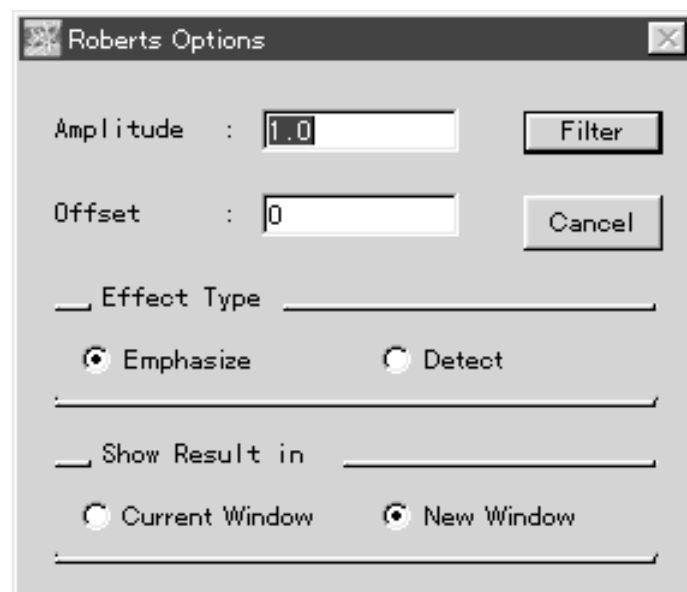 Roberts Options
Amplitude : 1.0 Filter
Offset : 0 Cancel
Effect Type
Emphasize Detect
Show Result in
Current Window New Window